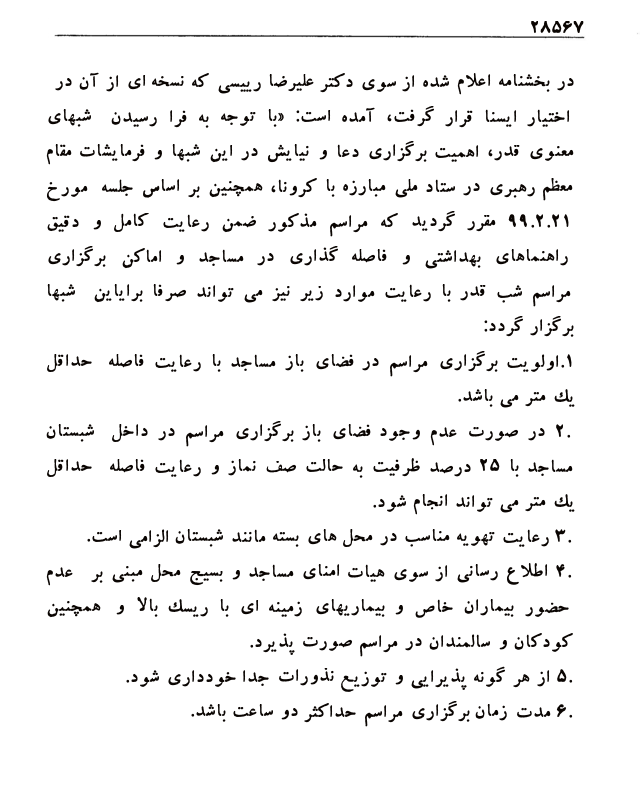 ۲۸۵۶۷
در بخشنامه اعلام شده از سوی دکتر علیرضا رییسی که نسخه ای از آن در
اختیار ایسنا قرار گرفت، آمده است: «با توجه به فرا رسیدن شبهای
معنوی قدر، اهمیت برگزاری دعا و نیایش در این شبها و فرمایشات مقام
معظم رهبری در ستاد ملی مبارزه با کرونا، همچنین بر اساس جلسه مورخ
۹۹.۲.۲۱ مقرر گردید که مراسم مذکور ضمن رعایت کامل و دقیق
راهنماهای بهداشتی و فاصله گذاری در مساجد و اماکن برگزاری
مراسم شب قدر با رعایت موارد زیر نیز می تواند صرفا برایاین شبها
برگزار گردد:
۱.اولویت برگزاری مراسم در فضای باز مساجد با رعایت فاصله حداقل
یك متر می باشد.
.۲ در صورت عدم وجود فضای باز برگزاری مراسم در داخل شبستان
مساجد با ۲۵ درصد ظرفیت به حالت صف نماز و رعایت فاصله حداقل
یك متر می تواند انجام شود.
.۳ رعایت تهویه مناسب در محل های بسته مانند شبستان الزامی است.
.۴ اطلاع رسانی از سوی هیات امنای مساجد و بسیج محل مبنی بر عدم
حضور بیماران خاص و بیماریهای زمینه ای با ریسك بالا و همچنین
کودکان و سالمندان در مراسم صورت پذیرد.
.۵ از هر گونه پذیرایی و توزیع نذورات جدا خودداری شود.
.۶ مدت زمان برگزاری مراسم حداکثر دو ساعت باشد.